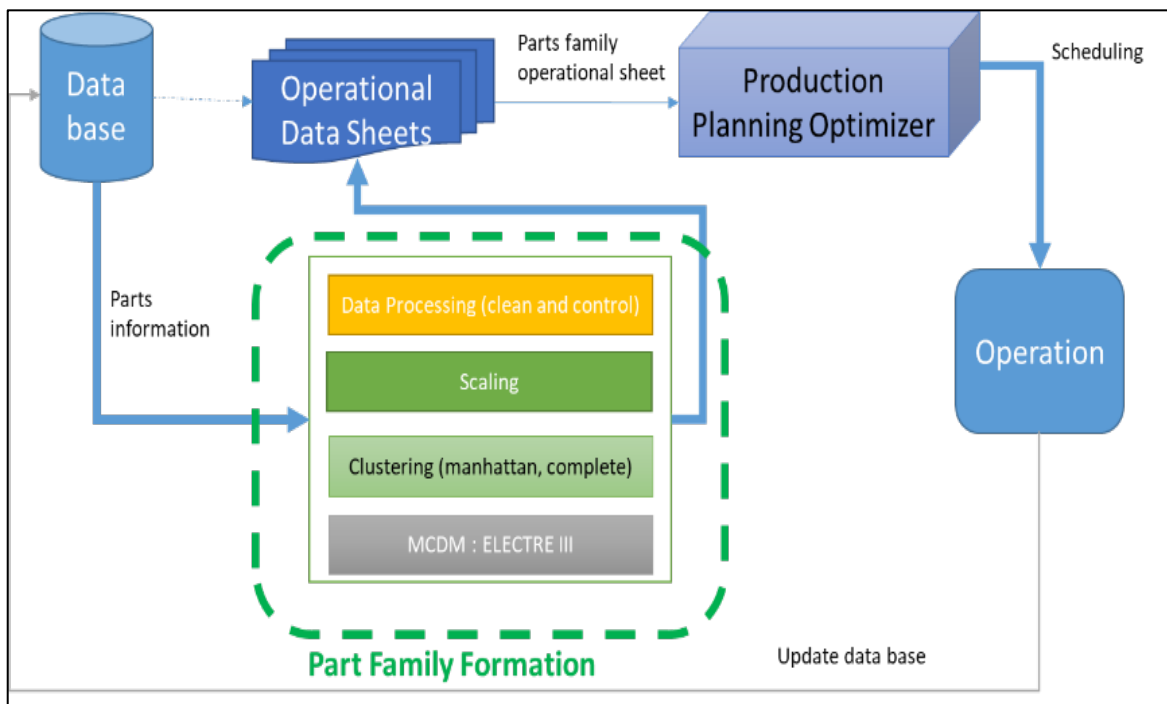 Data
base
Operational
Data Sheets
Parts family
operational sheet
Production
Planning Optimizer
Scheduling
Parts
information
Data Processing (clean and control)
Scaling
Clustering (manhattan, complete)
MCDM : ELECTRE III
Part Family Formation
Operation
Update data base